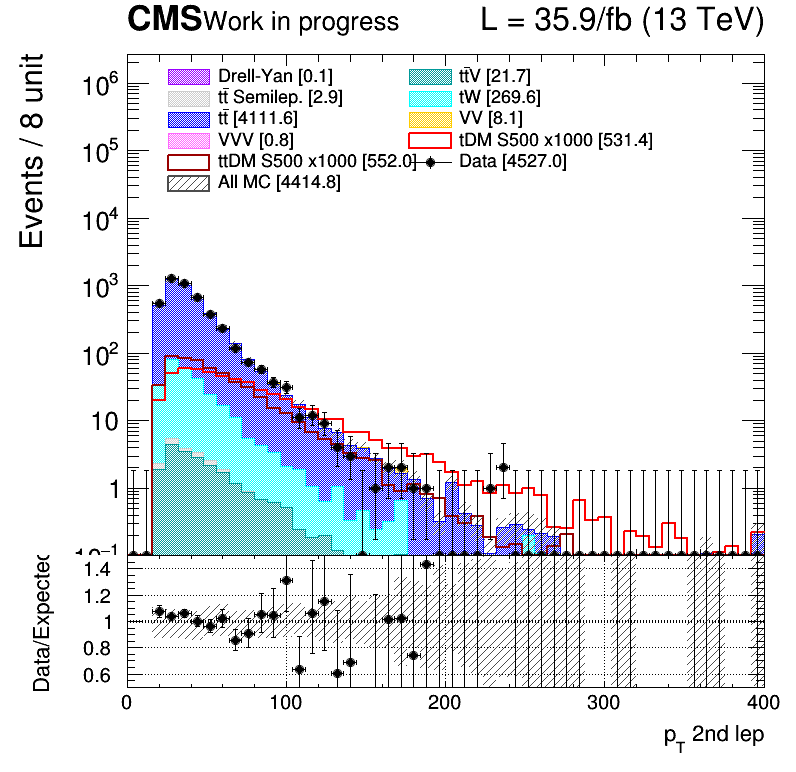 CMS Work in progress L = 35.9/fb (13 TeV)
Events / 8 unit
10⁶
10⁵
10⁴
10³
10²
10
1
10⁻¹
Drell-Yan [0.1]
tt̄ Semilep. [2.9]
tt̄ [4111.6]
VVV [0.8]
ttDM S500 x1000 [552.0]
All MC [4414.8]
tt̄V [21.7]
tW [269.6]
VV [8.1]
tDM S500 x1000 [531.4]
Data [4527.0]
Data/Expected
1.4
1.2
1
0.8
0.6
0 100 200 300 400
p_T 2nd lep